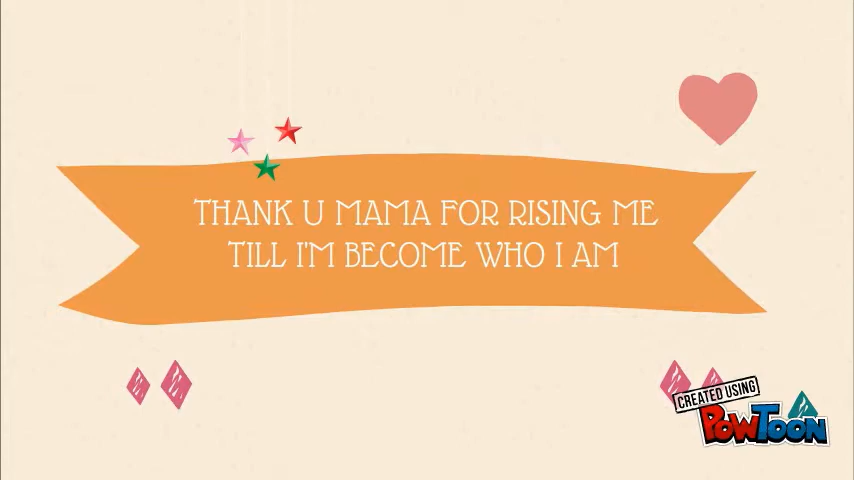 THANK U MAMA FOR RISING ME
TILL I'M BECOME WHO I AM
CREATED USING
POWTOON